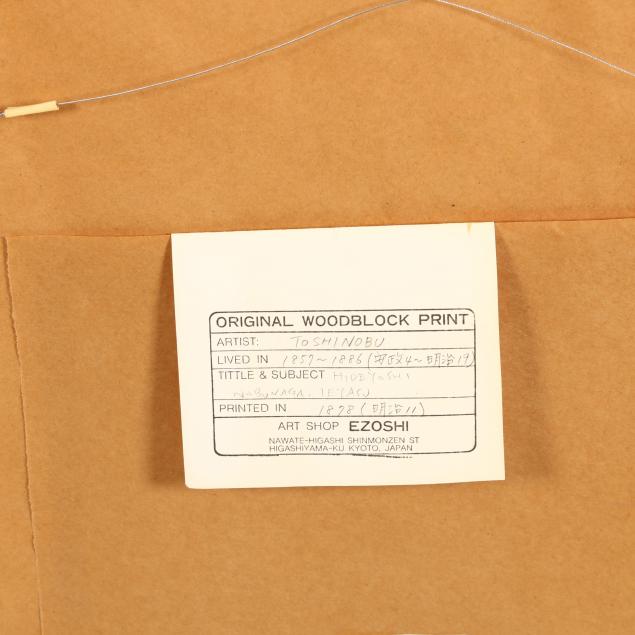 ORIGINAL WOODBLOCK PRINT
ARTIST: TOSHINOBU
LIVED IN 1857~1886 (安政4~明治19)
TITTLE & SUBJECT HIDEYOSHI
NOBUNAGA, IEYASU
PRINTED IN 1878 (明治11)
ART SHOP EZOSHI
NAWATE-HIGASHI SHINMONZEN ST
HIGASHIYAMA-KU KYOTO, JAPAN